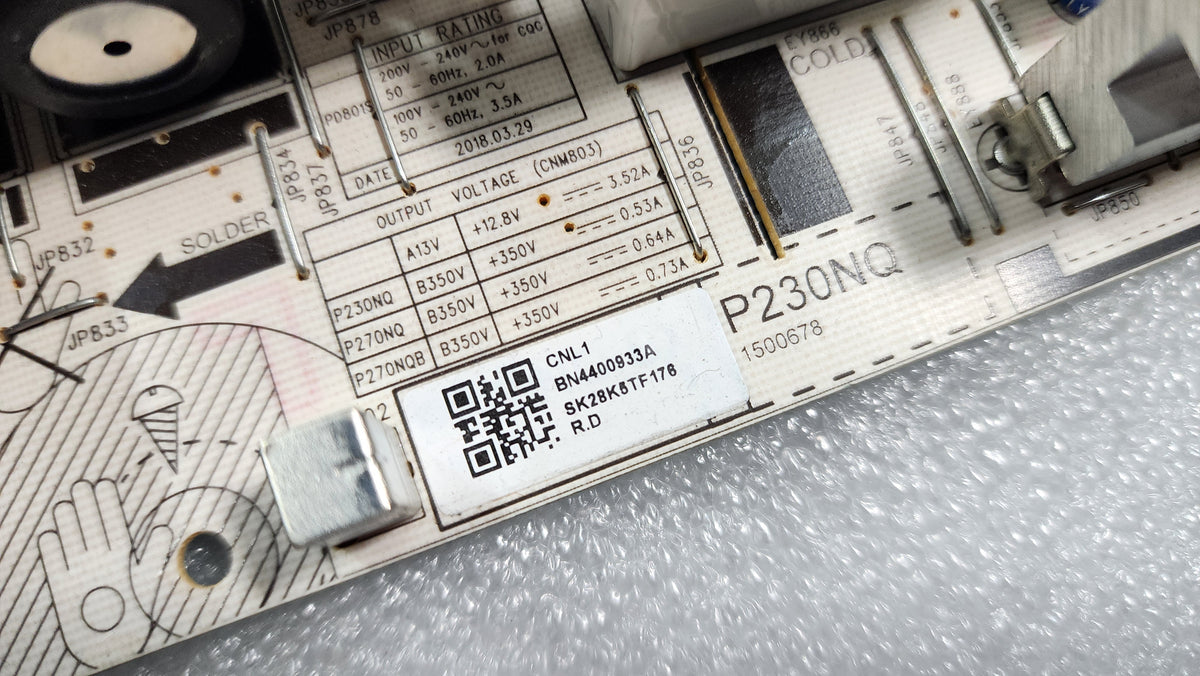 JP878
INPUT RATING
200V - 240V~for CQC
50 - 60Hz, 2.0A
PD801S
100V - 240V ~
50 - 60Hz, 3.5A
DATE
2018.03.29
JP834
JP877
OUTPUT VOLTAGE (CNM803)
A13V +12.8V 3.52A
P230NQ B350V +350V 0.53A
P270NQ B350V +350V 0.64A
P270NQB B350V +350V 0.73A
JP836
JP832
SOLDER
JP833
EY866
COLD
JP847
EY888
JP850
P230NQ
1500678
CNL1
BN4400933A
SK28K6TF176
R.D